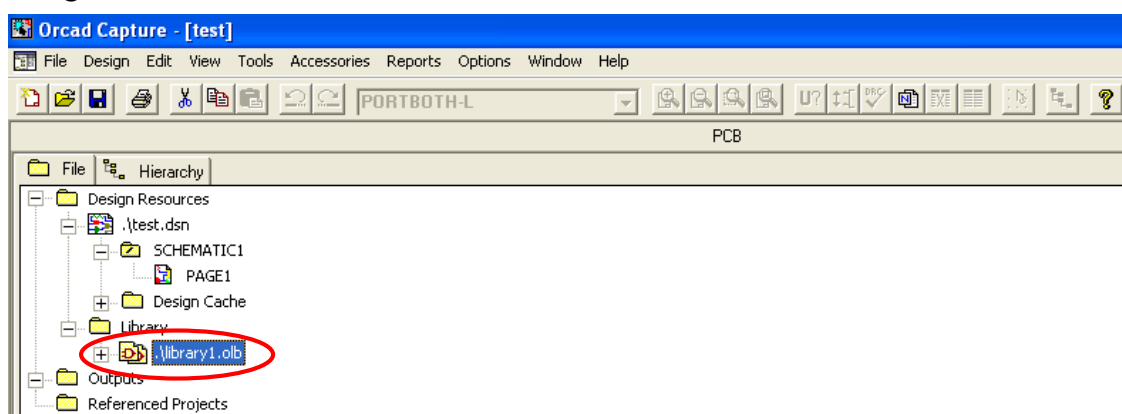 Orcad Capture - [test]
File Design Edit View Tools Accessories Reports Options Window Help
PORTBOTH-L U? DRC
PCB
File Hierarchy
Design Resources
.\test.dsn
SCHEMATIC1
PAGE1
Design Cache
Library
.\library1.olb
Outputs
Referenced Projects